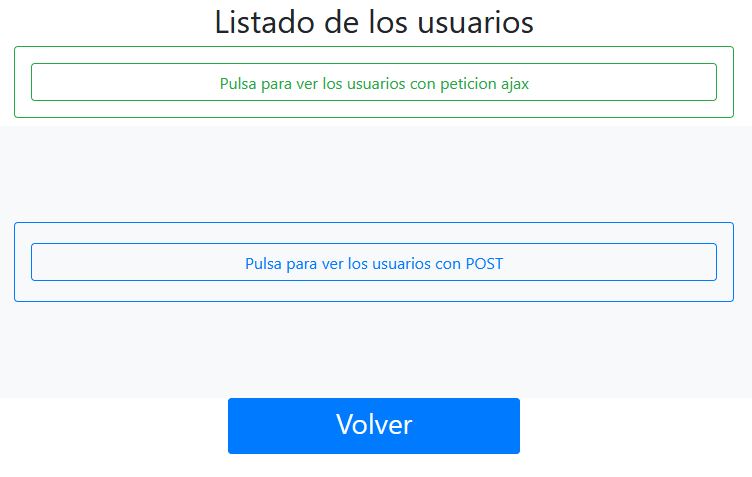 Listado de los usuarios
Pulsa para ver los usuarios con peticion ajax
Pulsa para ver los usuarios con POST
Volver